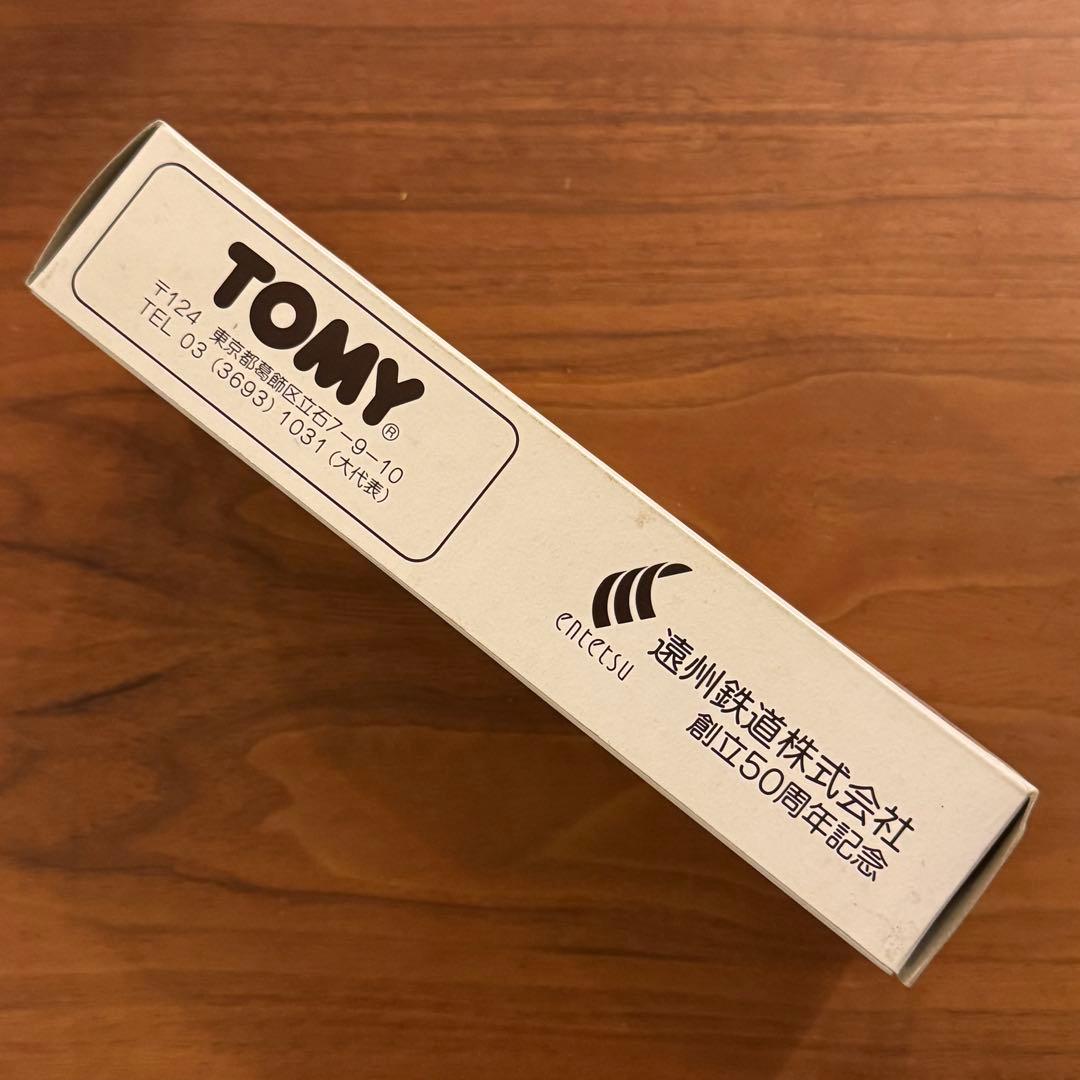 TOMY®
〒124 東京都葛飾区立石7-9-10
TEL 03 (3693) 1031 (大代表)
entetsu
遠州鉄道株式会社
創立50周年記念